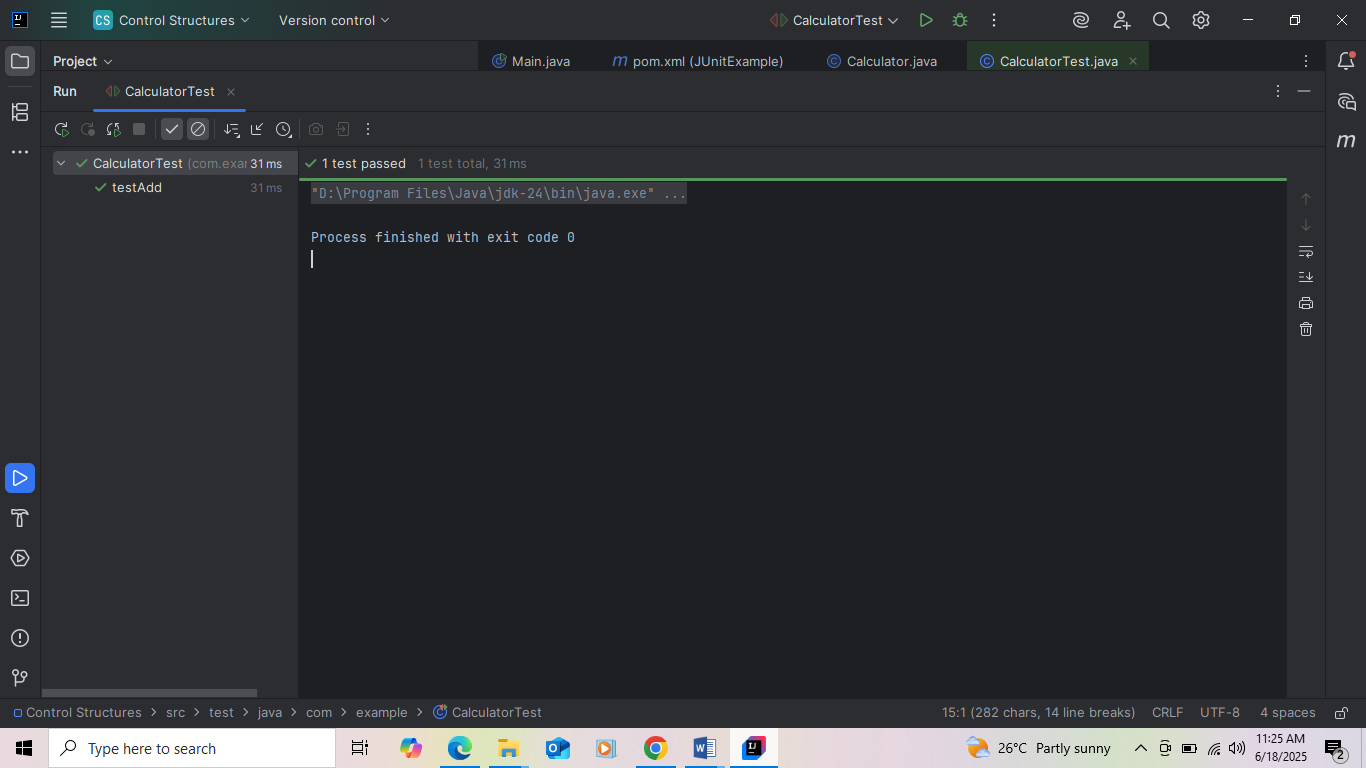 CS Control Structures Version control CalculatorTest
Project Main.java m pom.xml (JUnitExample) Calculator.java CalculatorTest.java
Run CalculatorTest
CalculatorTest (com.exar 31 ms 1 test passed 1 test total, 31 ms
testAdd 31 ms
"D:\Program Files\Java\jdk-24\bin\java.exe" ...
Process finished with exit code 0
Control Structures > src > test > java > com > example > CalculatorTest 15:1 (282 chars, 14 line breaks) CRLF UTF-8 4 spaces
Type here to search 26°C Partly sunny 11:25 AM
6/18/2025 2